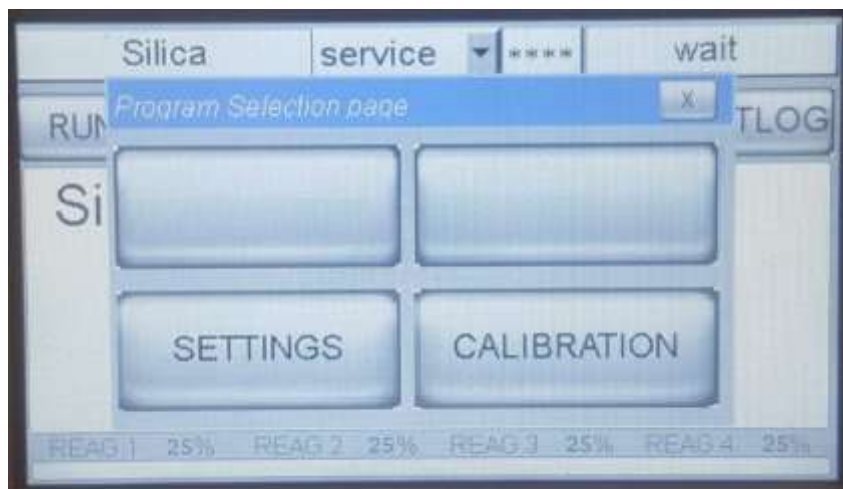 Silica service **** wait
Program Selection page X
RUN TLOG
Si
SETTINGS CALIBRATION
REAG 1 25% REAG 2 25% REAG 3 25% REAG 4 25%